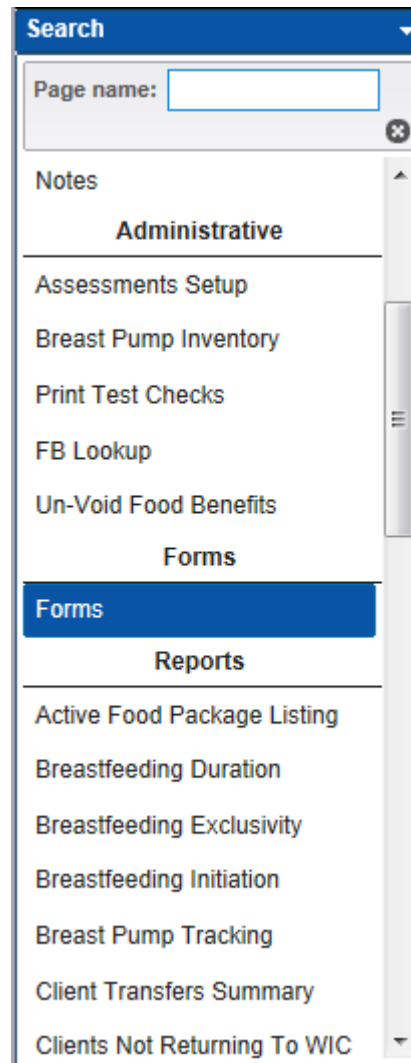 Search
Page name:
Notes
Administrative
Assessments Setup
Breast Pump Inventory
Print Test Checks
FB Lookup
Un-Void Food Benefits
Forms
Forms
Reports
Active Food Package Listing
Breastfeeding Duration
Breastfeeding Exclusivity
Breastfeeding Initiation
Breast Pump Tracking
Client Transfers Summary
Clients Not Returning To WIC